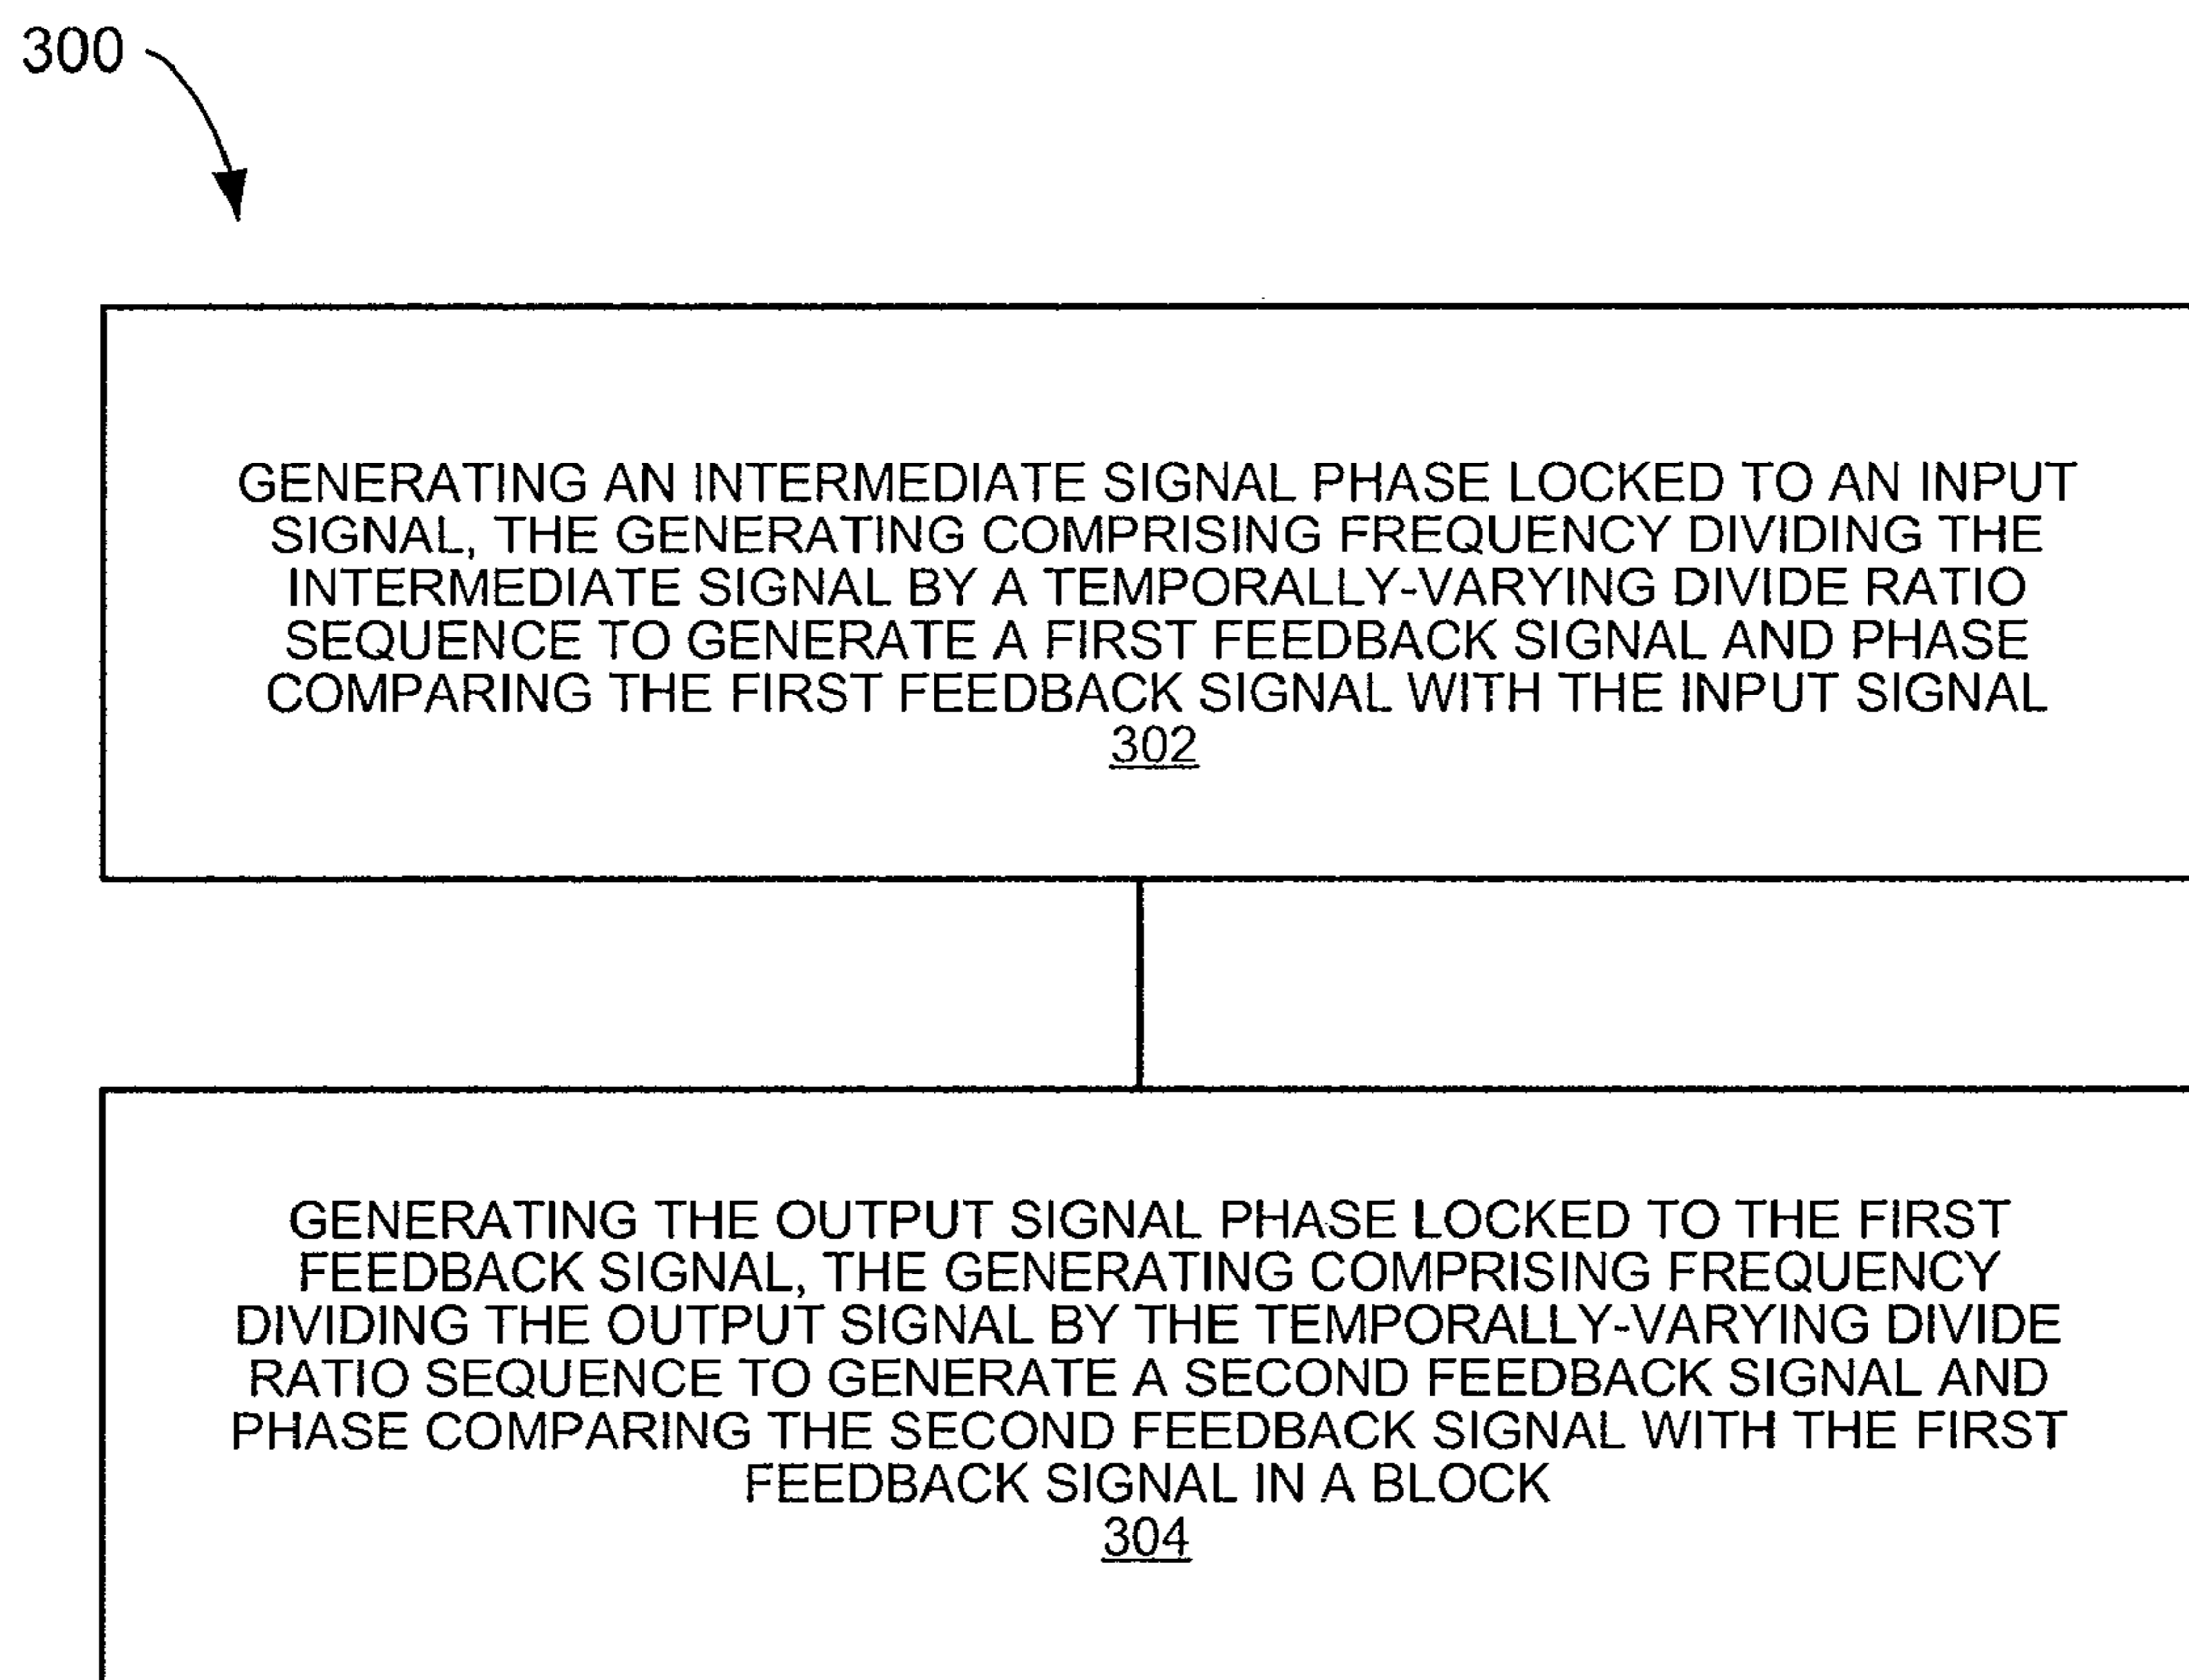 300
GENERATING AN INTERMEDIATE SIGNAL PHASE LOCKED TO AN INPUT
SIGNAL, THE GENERATING COMPRISING FREQUENCY DIVIDING THE
INTERMEDIATE SIGNAL BY A TEMPORALLY-VARYING DIVIDE RATIO
SEQUENCE TO GENERATE A FIRST FEEDBACK SIGNAL AND PHASE
COMPARING THE FIRST FEEDBACK SIGNAL WITH THE INPUT SIGNAL
302
GENERATING THE OUTPUT SIGNAL PHASE LOCKED TO THE FIRST
FEEDBACK SIGNAL, THE GENERATING COMPRISING FREQUENCY
DIVIDING THE OUTPUT SIGNAL BY THE TEMPORALLY-VARYING DIVIDE
RATIO SEQUENCE TO GENERATE A SECOND FEEDBACK SIGNAL AND
PHASE COMPARING THE SECOND FEEDBACK SIGNAL WITH THE FIRST
FEEDBACK SIGNAL IN A BLOCK
304